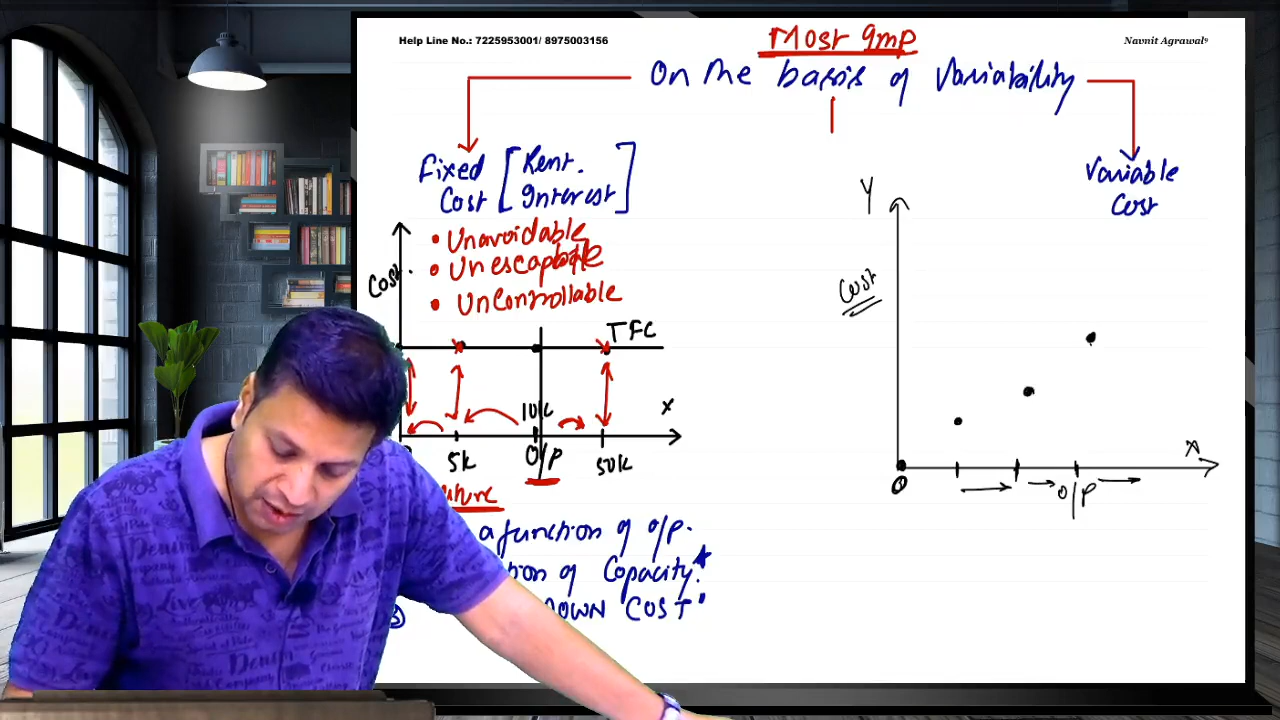 Help Line No.: 7225953001/ 8975003156
Most Imp
Navnit Agrawal
On the basis of Variability
Fixed Cost [Rent. Interest]
Variable Cost
• Unavoidable
• Unescapable
• Uncontrollable
Cost
TFC
10K
X
5K
O/P
50K
Y
Cost
X
0
O/P
a function of o/p.
of Capacity.
DOWN COST